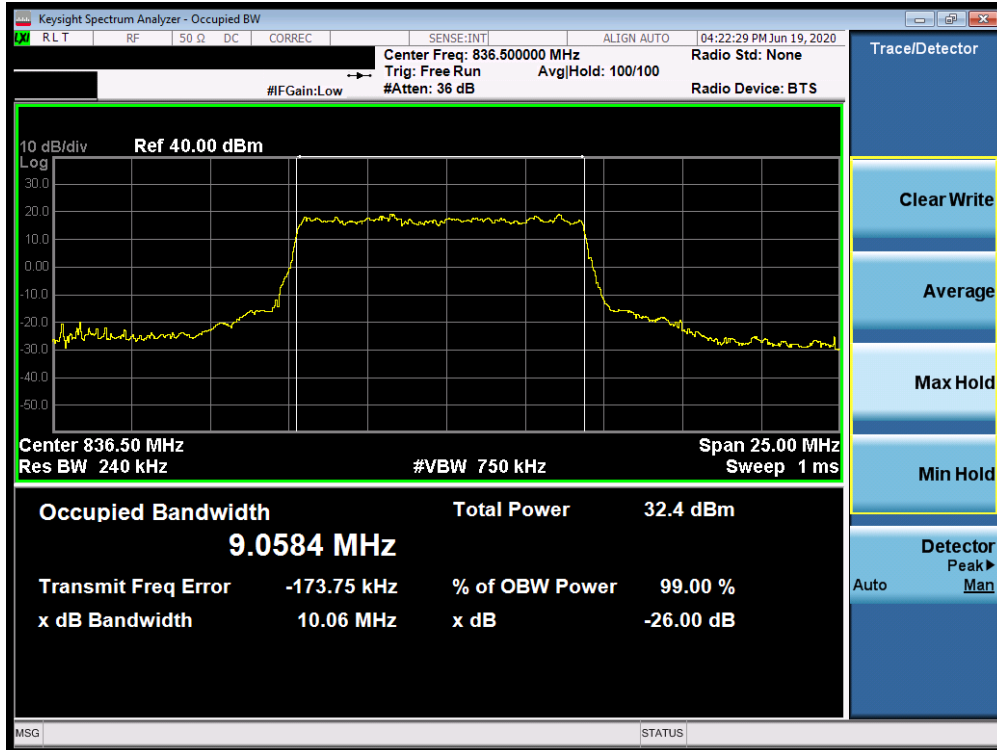 Keysight Spectrum Analyzer - Occupied BW
LXI RLT RF 50 Ω DC CORREC SENSE:INT ALIGN AUTO 04:22:29 PM Jun 19, 2020
Center Freq: 836.500000 MHz Radio Std: None
Trig: Free Run Avg|Hold: 100/100
#IFGain:Low #Atten: 36 dB Radio Device: BTS
Trace/Detector
10 dB/div Ref 40.00 dBm
Log
30.0
20.0
10.0
0.00
-10.0
-20.0
-30.0
-40.0
-50.0
Center 836.50 MHz Span 25.00 MHz
Res BW 240 kHz #VBW 750 kHz Sweep 1 ms
Occupied Bandwidth Total Power 32.4 dBm
9.0584 MHz
Transmit Freq Error -173.75 kHz % of OBW Power 99.00 %
x dB Bandwidth 10.06 MHz x dB -26.00 dB
Clear Write
Average
Max Hold
Min Hold
Detector
Peak▶
Auto Man
MSG STATUS